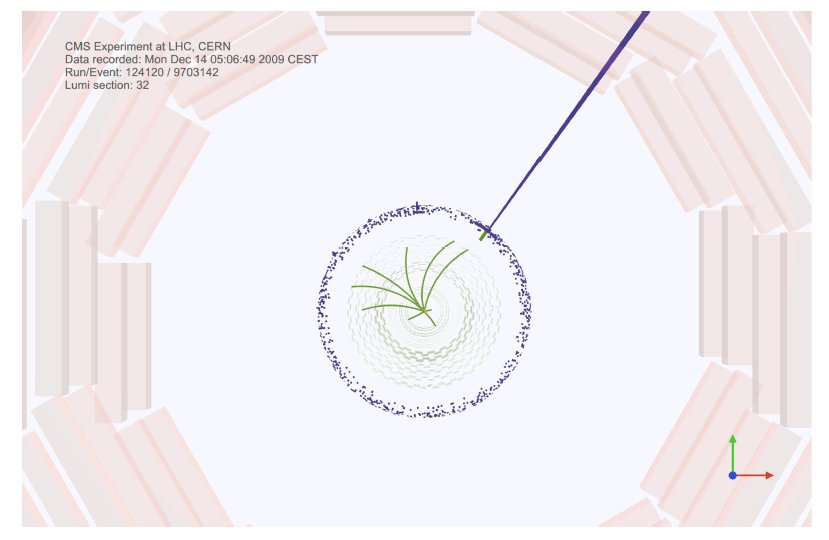 CMS Experiment at LHC, CERN
Data recorded: Mon Dec 14 05:06:49 2009 CEST
Run/Event: 124120 / 9703142
Lumi section: 32